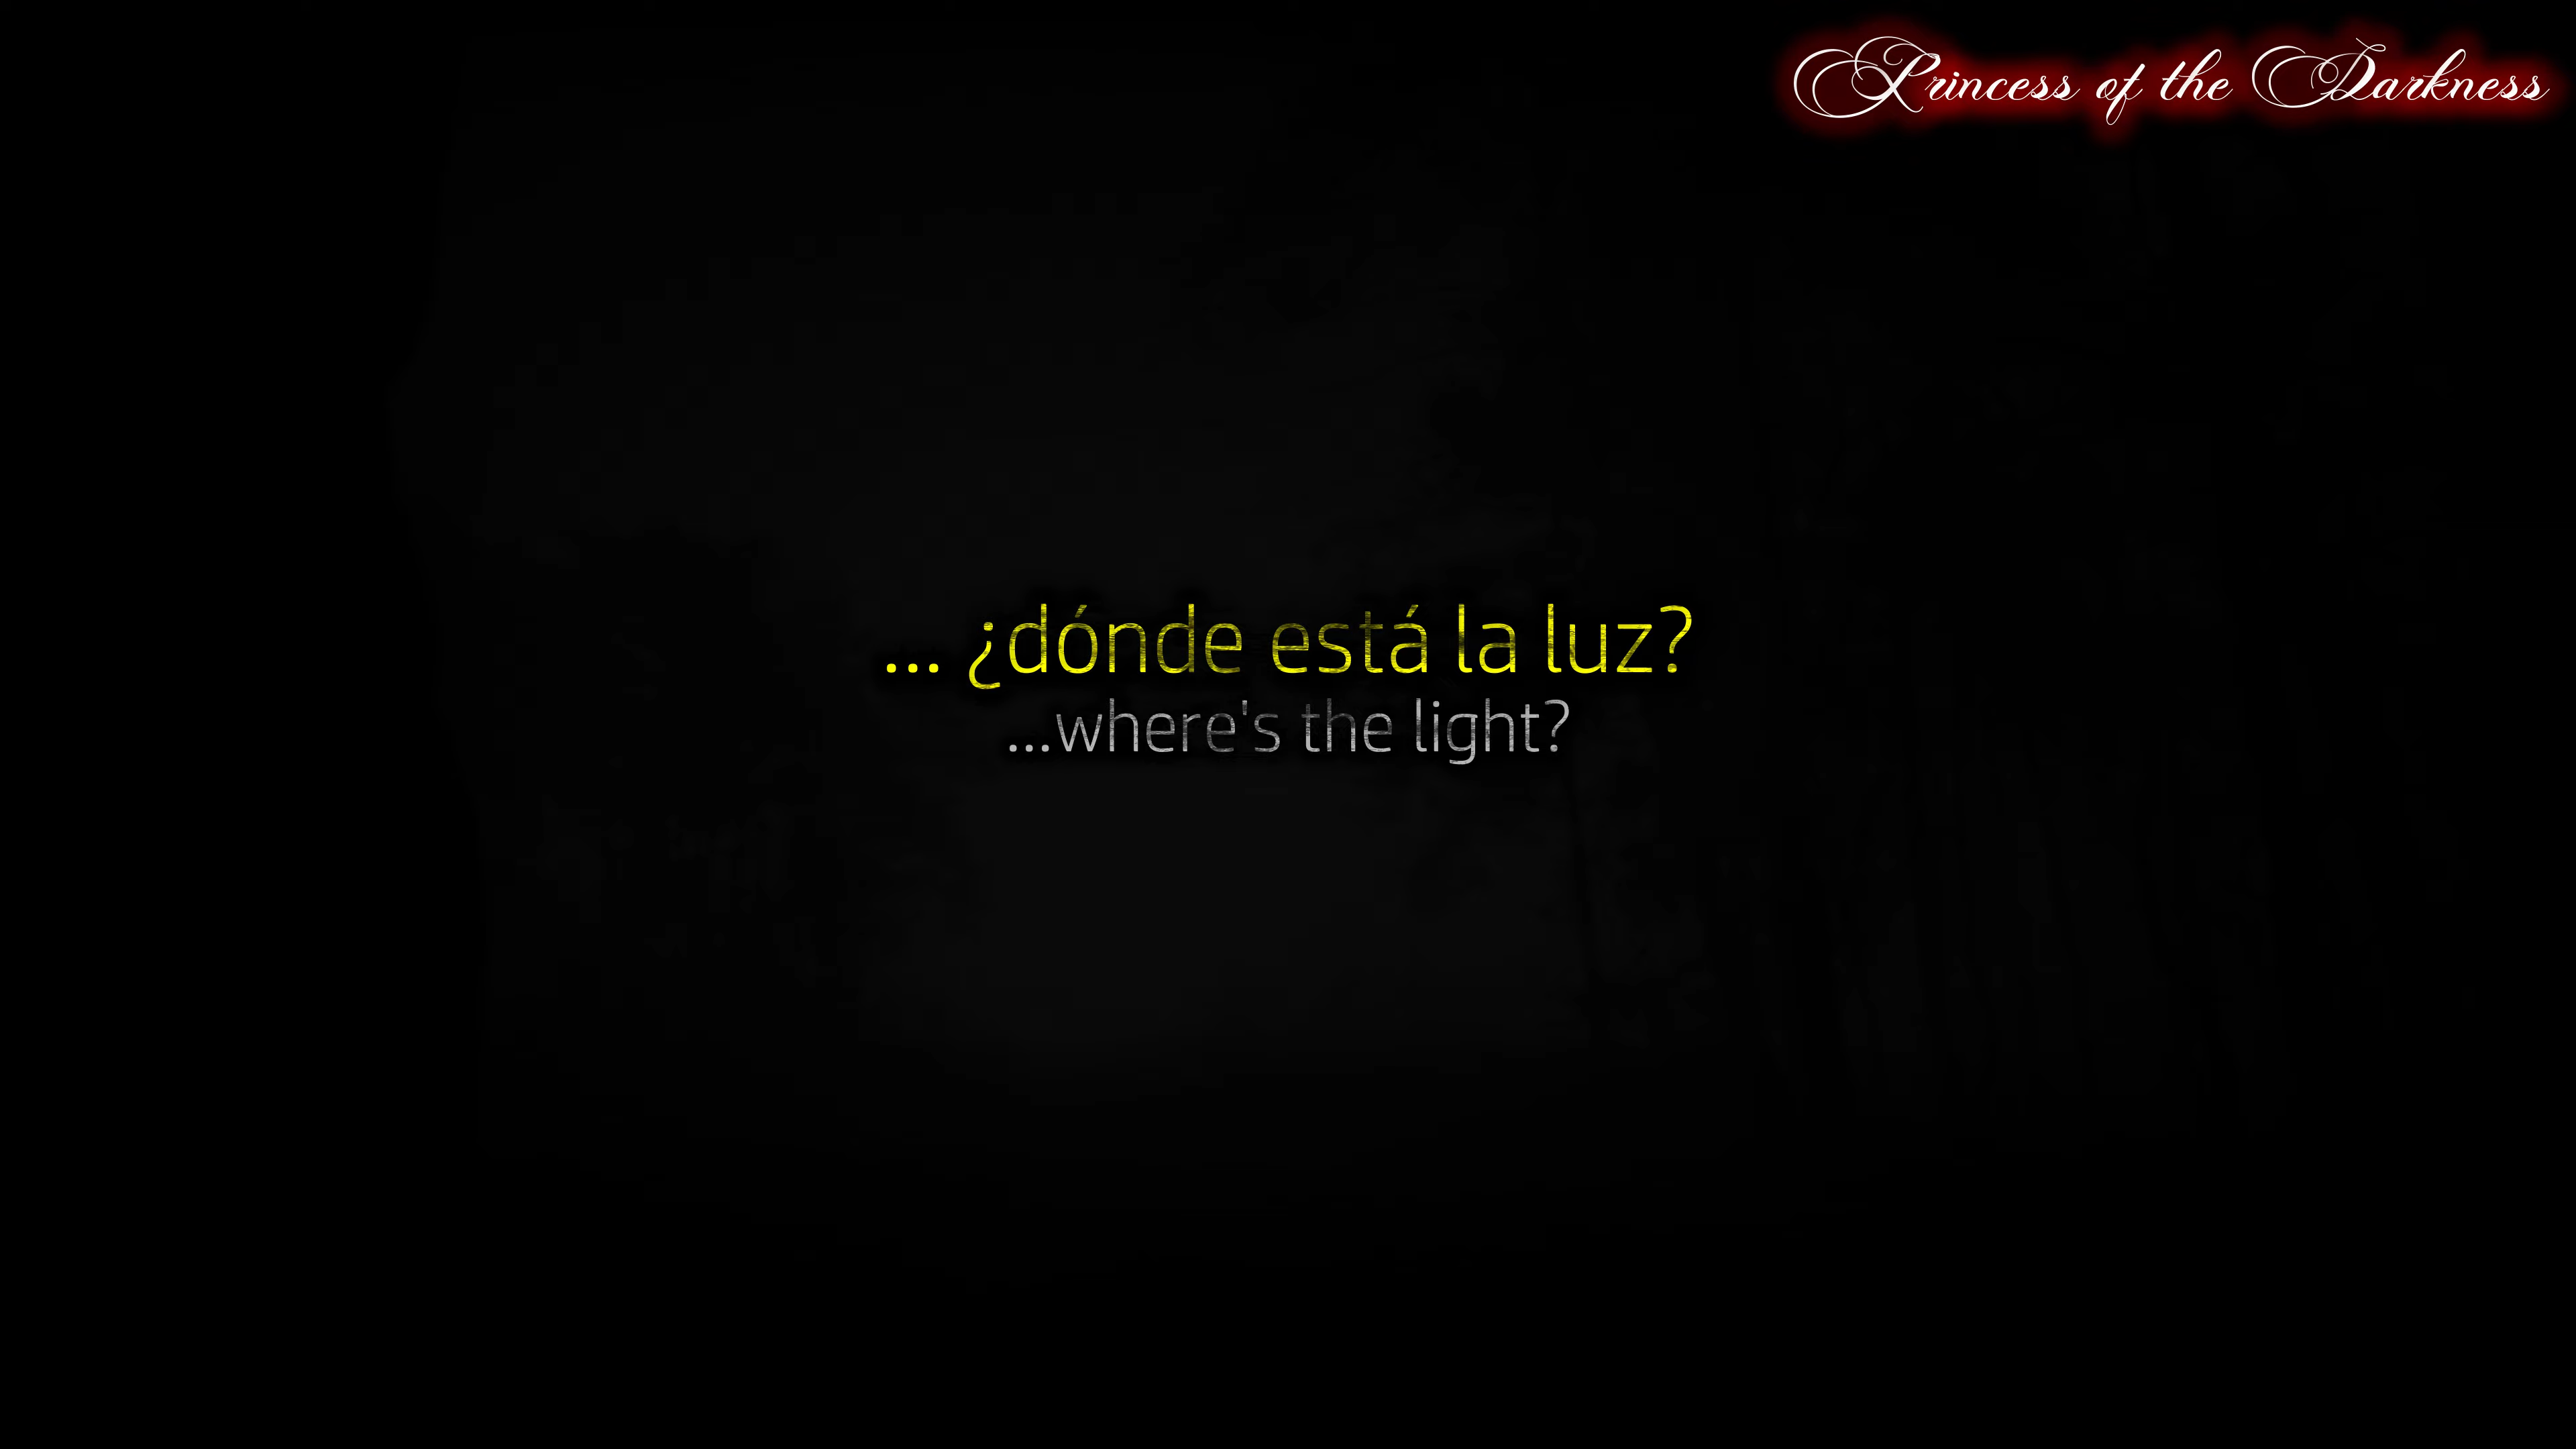 Princess of the Darkness
... ¿dónde está la luz?
...where's the light?